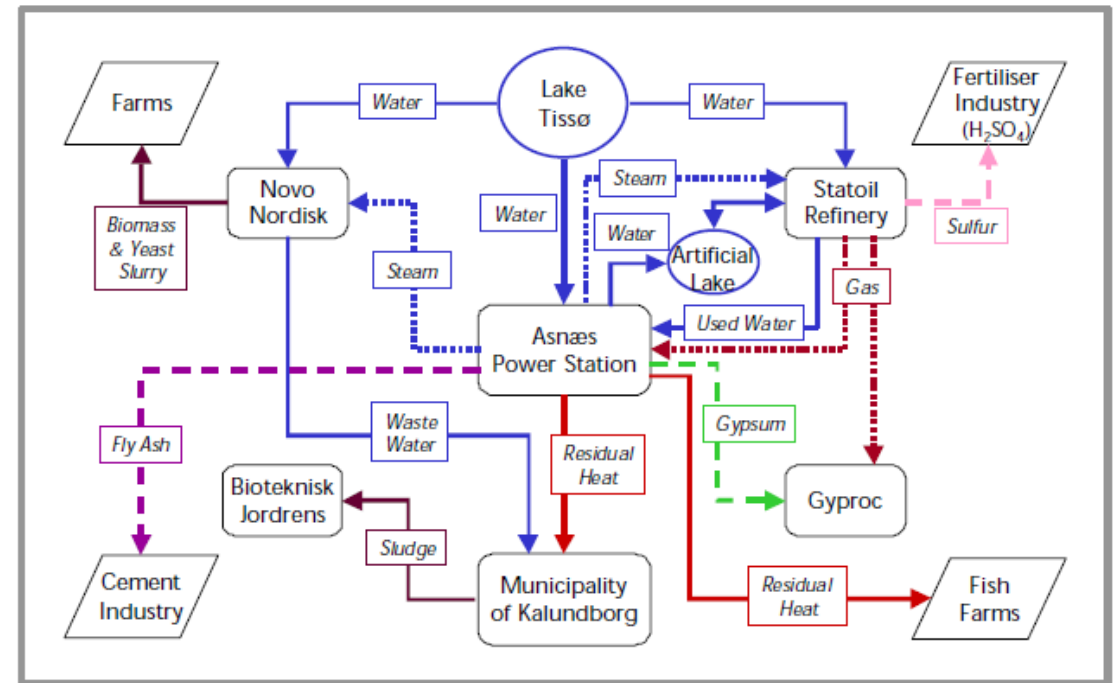 Farms
Water
Lake
Tissø
Water
Fertiliser
Industry
(H₂SO₄)
Novo
Nordisk
Steam
Statoil
Refinery
Biomass
& Yeast
Slurry
Water
Water
Sulfur
Steam
Artificial
Lake
Gas
Asnæs
Power Station
Used Water
Fly Ash
Waste
Water
Residual
Heat
Gypsum
Bioteknisk
Jordrens
Gyproc
Sludge
Cement
Industry
Municipality
of Kalundborg
Residual
Heat
Fish
Farms